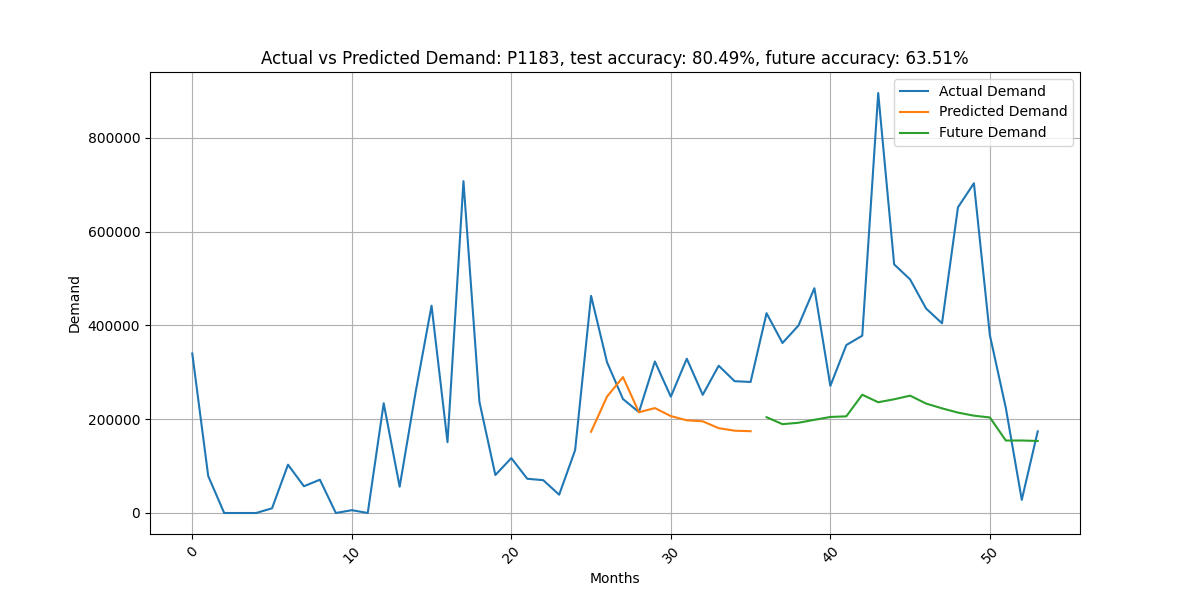 Actual vs Predicted Demand: P1183, test accuracy: 80.49%, future accuracy: 63.51%
Actual Demand
Predicted Demand
Future Demand
800000
600000
400000
200000
0
Demand
0
10
20
30
40
50
Months